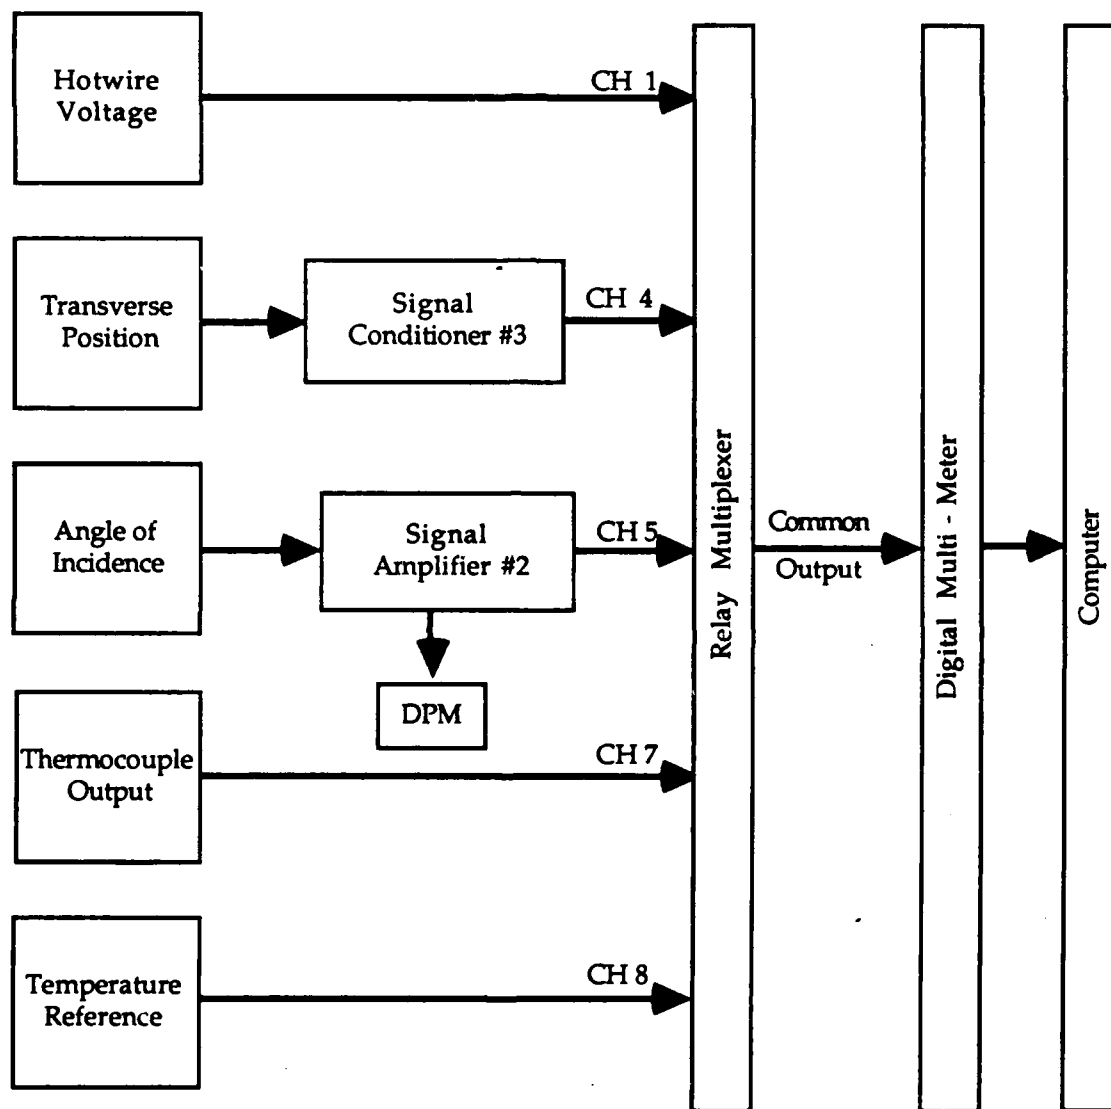 Hotwire
Voltage
CH 1
Transverse
Position
Signal
Conditioner #3
CH 4
Angle of
Incidence
Signal
Amplifier #2
CH 5
DPM
Thermocouple
Output
CH 7
Temperature
Reference
CH 8
Relay Multiplexer
Common
Output
Digital Multi - Meter
Computer